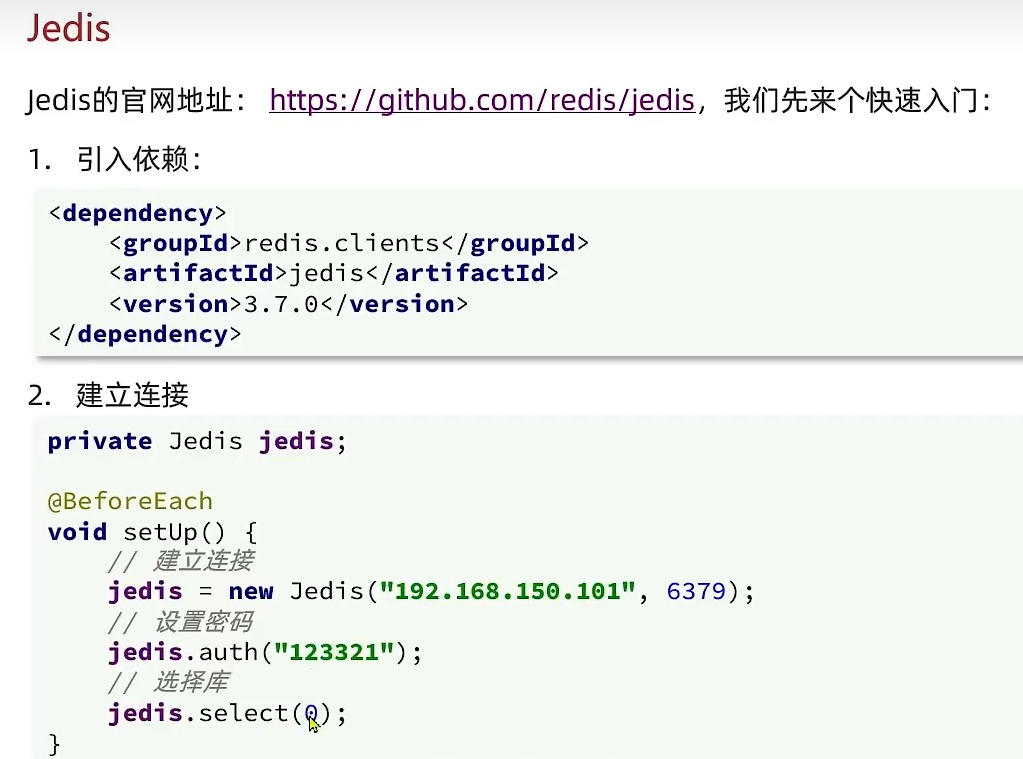 Jedis
Jedis的官网地址： https://github.com/redis/jedis，我们先来个快速入门：
1. 引入依赖：
<dependency>
    <groupId>redis.clients</groupId>
    <artifactId>jedis</artifactId>
    <version>3.7.0</version>
</dependency>
2. 建立连接
private Jedis jedis;
@BeforeEach
void setUp() {
    // 建立连接
    jedis = new Jedis("192.168.150.101", 6379);
    // 设置密码
    jedis.auth("123321");
    // 选择库
    jedis.select(0);
}